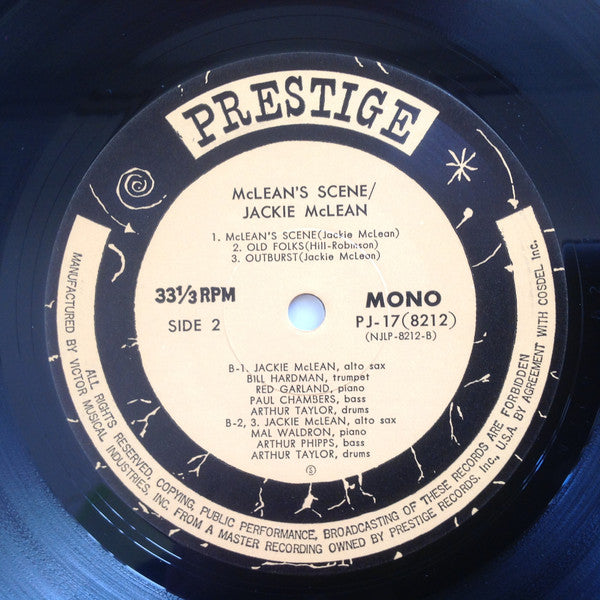 PRESTIGE
McLEAN'S SCENE/
JACKIE McLEAN
1. McLEAN'S SCENE(Jackie McLean)
2. OLD FOLKS(Hill-Robinson)
3. OUTBURST(Jackie McLean)
33⅓ RPM
MONO
SIDE 2
PJ-17(8212)
(NJLP-8212-B)
B-1. JACKIE McLEAN, alto sax
BILL HARDMAN, trumpet
RED GARLAND, piano
PAUL CHAMBERS, bass
ARTHUR TAYLOR, drums
B-2, 3. JACKIE McLEAN, alto sax
MAL WALDRON, piano
ARTHUR PHIPPS, bass
ARTHUR TAYLOR, drums
ALL RIGHTS RESERVED, COPYING, PUBLIC PERFORMANCE, BROADCASTING OF THESE RECORDS ARE FORBIDDEN
MANUFACTURED BY VICTOR MUSICAL INDUSTRIES, INC. FROM A MASTER RECORDING OWNED BY PRESTIGE RECORDS. Inc., U.S.A. BY AGREEMENT WITH COSDEL Inc.